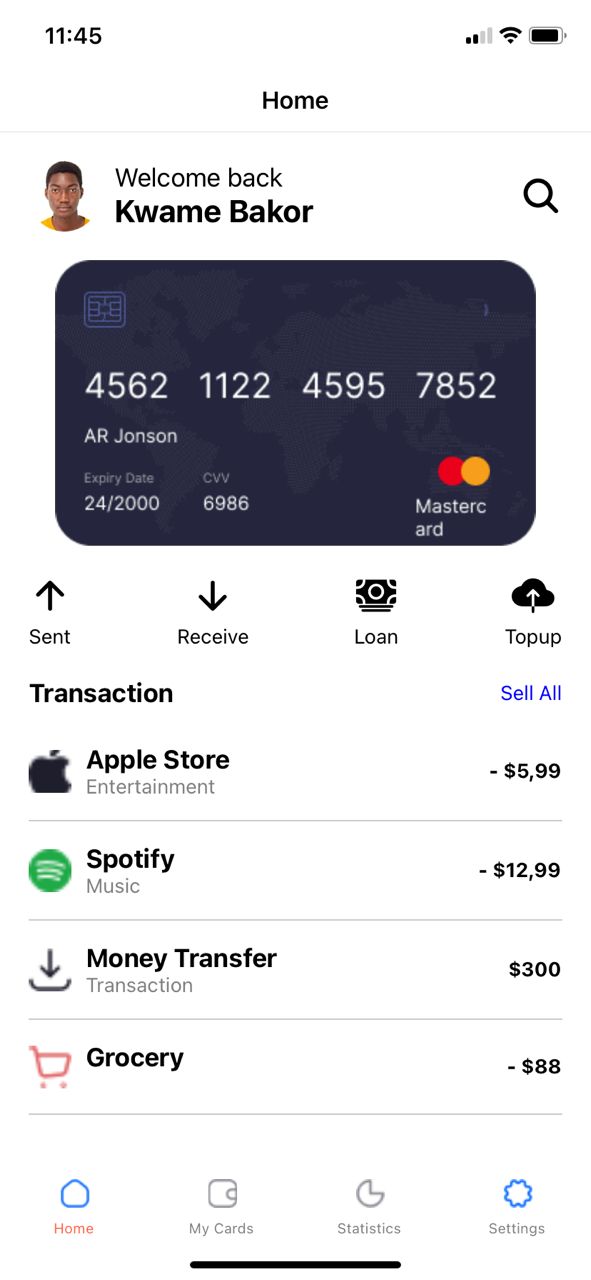 11:45
Home
Welcome back
Kwame Bakor
4562 1122 4595 7852
AR Jonson
Expiry Date CVV
24/2000 6986
Masterc
ard
Sent Receive Loan Topup
Transaction Sell All
Apple Store
Entertainment
- $5,99
Spotify
Music
- $12,99
Money Transfer
Transaction
$300
Grocery
- $88
Home My Cards Statistics Settings